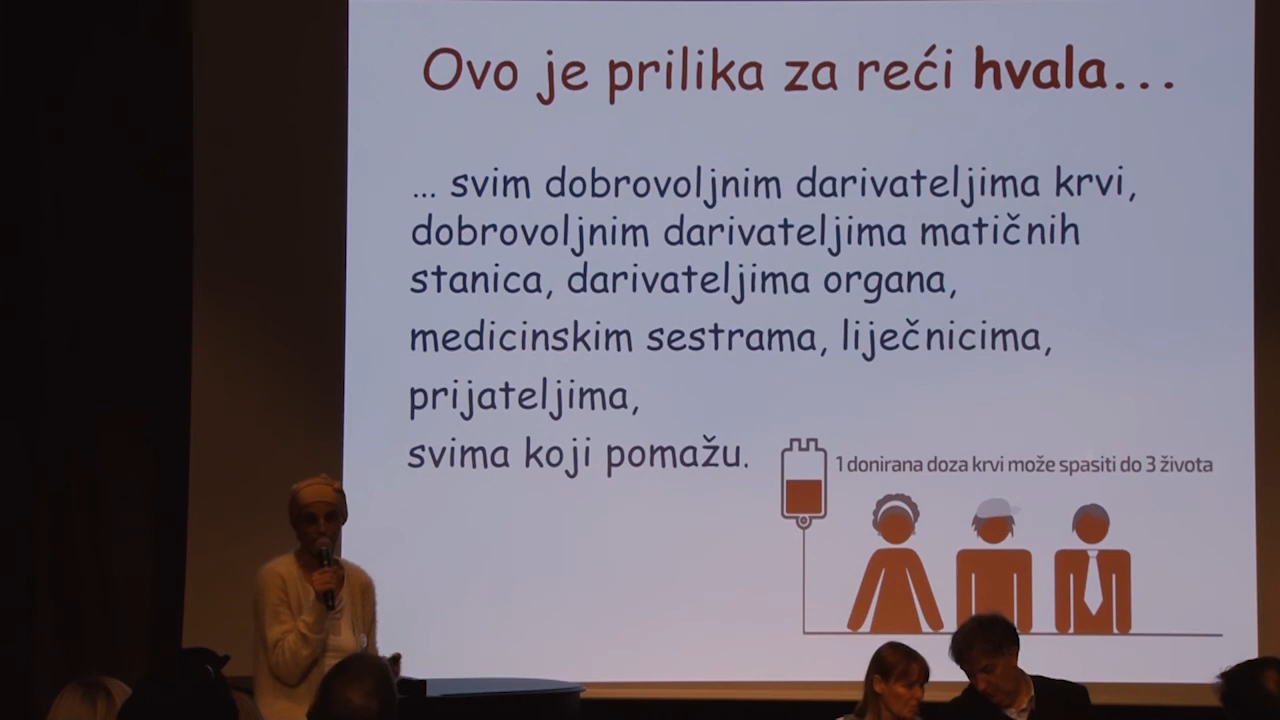 Ovo je prilika za reći hvala...
... svim dobrovoljnim darivateljima krvi,
dobrovoljnim darivateljima matičnih
stanica, darivateljima organa,
medicinskim sestrama, liječnicima,
prijateljima,
svima koji pomažu.
1 donirana doza krvi može spasiti do 3 života